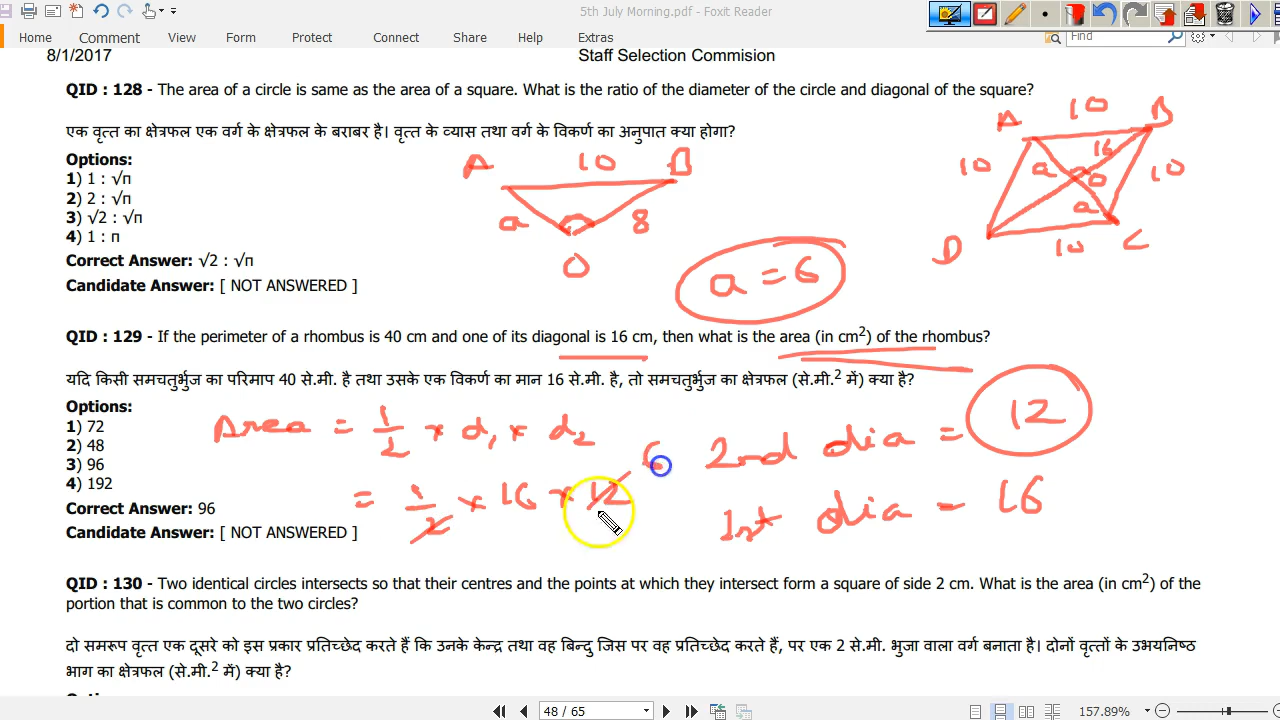 5th July Morning.pdf - Foxit Reader
Home Comment View Form Protect Connect Share Help Extras
Find
8/1/2017 Staff Selection Commision
QID : 128 - The area of a circle is same as the area of a square. What is the ratio of the diameter of the circle and diagonal of the square?
एक वृत्त का क्षेत्रफल एक वर्ग के क्षेत्रफल के बराबर है। वृत्त के व्यास तथा वर्ग के विकर्ण का अनुपात क्या होगा?
Options:
1) 1 : √π
2) 2 : √π
3) √2 : √π
4) 1 : π
Correct Answer: √2 : √π
Candidate Answer: [ NOT ANSWERED ]
A 10 B
a 8
O
a = 6
A 10 B
10 a 16 O 10
a
D 10 C
QID : 129 - If the perimeter of a rhombus is 40 cm and one of its diagonal is 16 cm, then what is the area (in cm2) of the rhombus?
यदि किसी समचतुर्भुज का परिमाप 40 से.मी. है तथा उसके एक विकर्ण का मान 16 से.मी. है, तो समचतुर्भुज का क्षेत्रफल (से.मी.2 में) क्या है?
Options:
1) 72
2) 48
3) 96
4) 192
Correct Answer: 96
Candidate Answer: [ NOT ANSWERED ]
Area = 1/2 × d1 × d2
= 1/2 × 16 × 12 6
2nd dia = 12
1st dia = 16
QID : 130 - Two identical circles intersects so that their centres and the points at which they intersect form a square of side 2 cm. What is the area (in cm2) of the
portion that is common to the two circles?
दो समरूप वृत्त एक दूसरे को इस प्रकार प्रतिच्छेद करते हैं कि उनके केन्द्र तथा वह बिन्दु जिस पर वह प्रतिच्छेद करते हैं, पर एक 2 से.मी. भुजा वाला वर्ग बनाता है। दोनों वृत्तों के उभयनिष्ठ
भाग का क्षेत्रफल (से.मी.2 में) क्या है?
48 / 65
157.89%